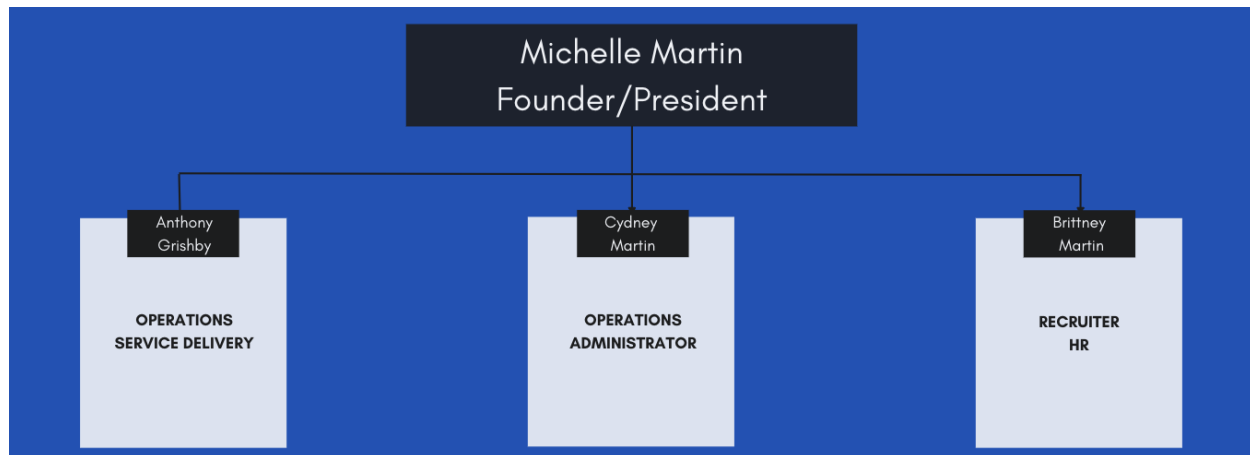 Michelle Martin
Founder/President
Anthony
Grishby
OPERATIONS
SERVICE DELIVERY
Cydney
Martin
OPERATIONS
ADMINISTRATOR
Brittney
Martin
RECRUITER
HR